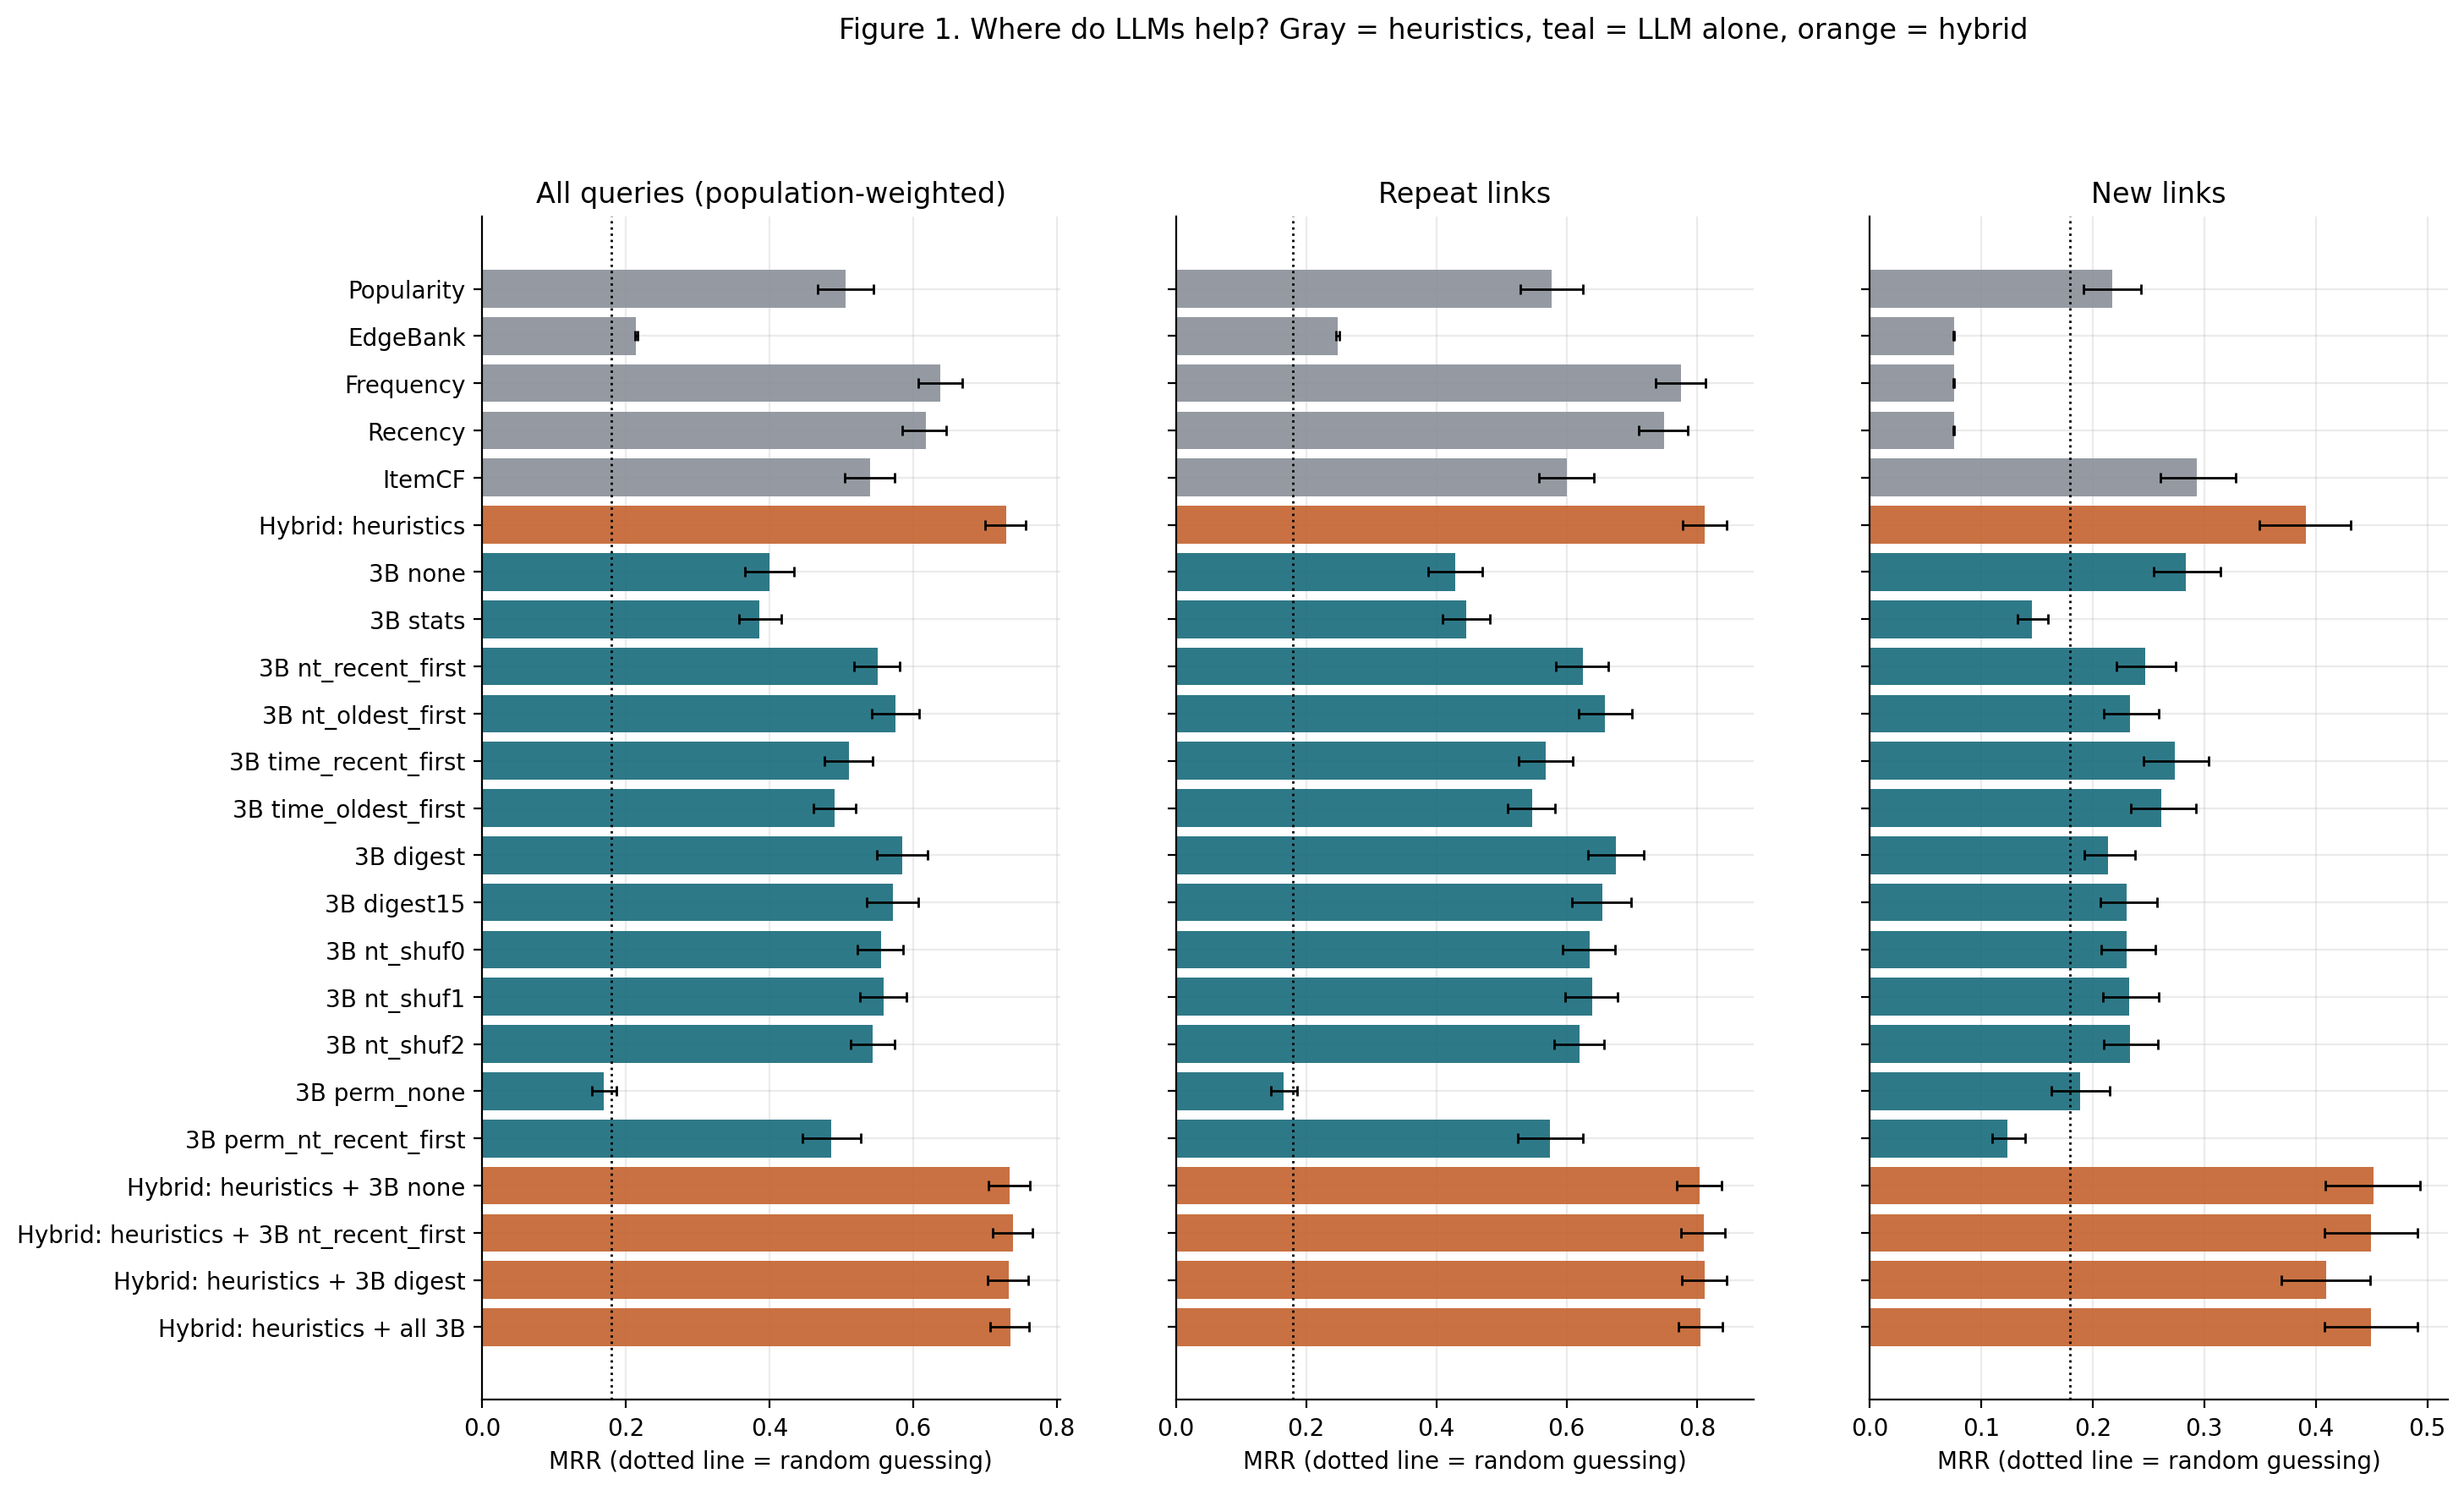 Figure 1. Where do LLMs help? Gray = heuristics, teal = LLM alone, orange = hybrid
All queries (population-weighted)
Repeat links
New links
Popularity
EdgeBank
Frequency
Recency
ItemCF
Hybrid: heuristics
3B none
3B stats
3B nt_recent_first
3B nt_oldest_first
3B time_recent_first
3B time_oldest_first
3B digest
3B digest15
3B nt_shuf0
3B nt_shuf1
3B nt_shuf2
3B perm_none
3B perm_nt_recent_first
Hybrid: heuristics + 3B none
Hybrid: heuristics + 3B nt_recent_first
Hybrid: heuristics + 3B digest
Hybrid: heuristics + all 3B
0.0 0.2 0.4 0.6 0.8
MRR (dotted line = random guessing)
0.0 0.2 0.4 0.6 0.8
MRR (dotted line = random guessing)
0.0 0.1 0.2 0.3 0.4 0.5
MRR (dotted line = random guessing)